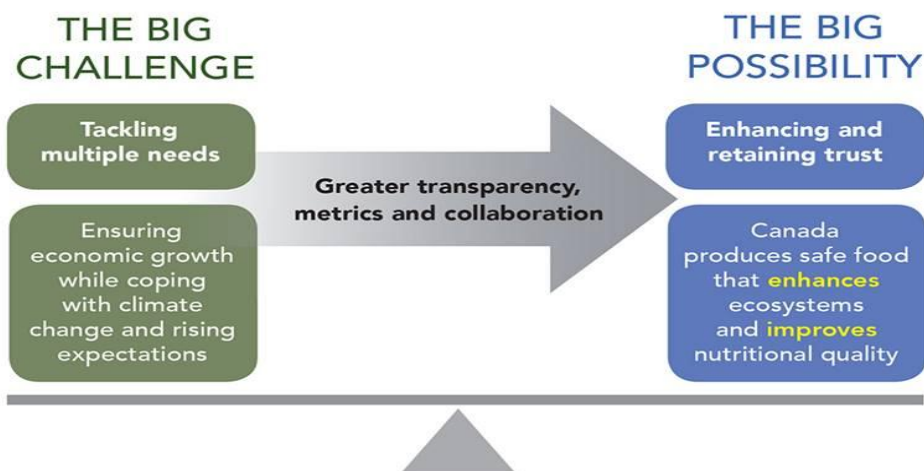 THE BIG
CHALLENGE
Tackling
multiple needs
Ensuring
economic growth
while coping
with climate
change and rising
expectations
Greater transparency,
metrics and collaboration
THE BIG
POSSIBILITY
Enhancing and
retaining trust
Canada
produces safe food
that enhances
ecosystems
and improves
nutritional quality